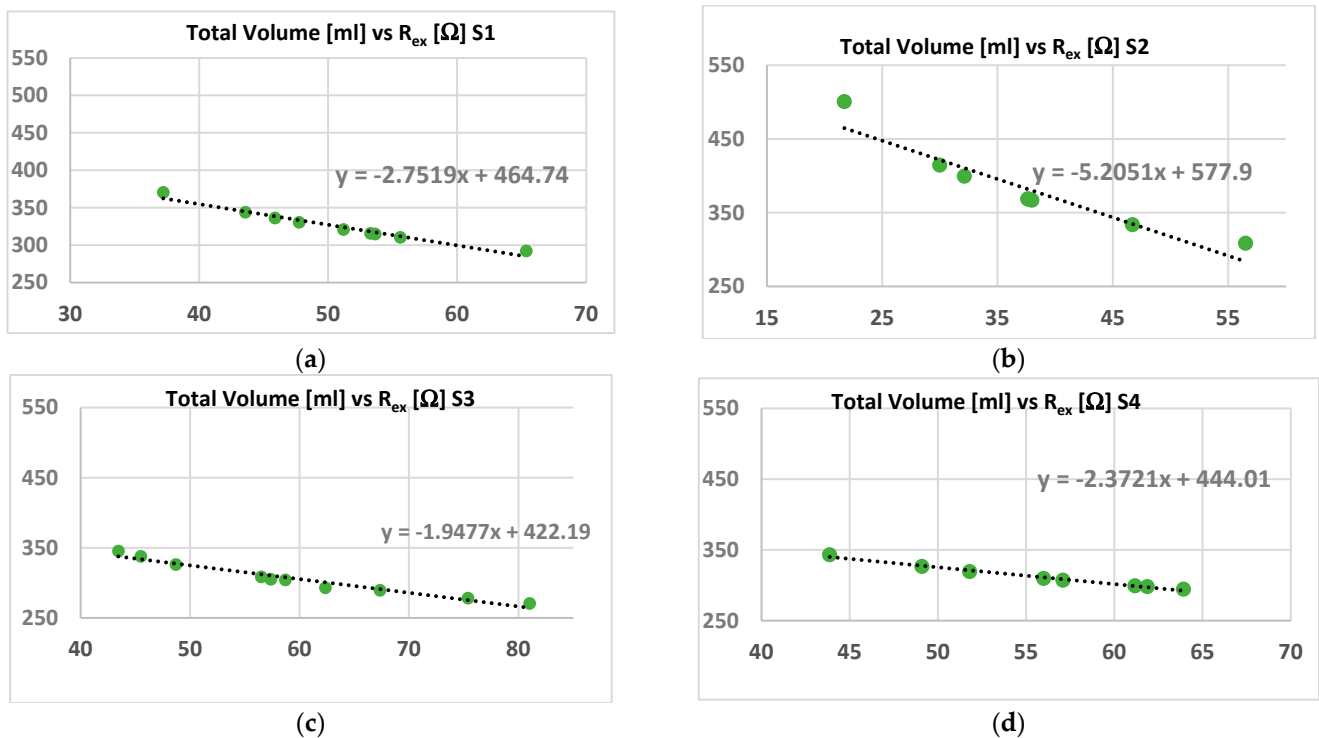 Total Volume [ml] vs Rex [Ω] S1
550
500
450
400
350
300
250
y = -2.7519x + 464.74
30 40 50 60 70
(a)
Total Volume [ml] vs Rex [Ω] S2
550
450
350
250
y = -5.2051x + 577.9
15 25 35 45 55
(b)
Total Volume [ml] vs Rex [Ω] S3
550
450
350
250
y = -1.9477x + 422.19
40 50 60 70 80
(c)
Total Volume [ml] vs Rex [Ω] S4
550
450
350
250
y = -2.3721x + 444.01
40 45 50 55 60 65 70
(d)